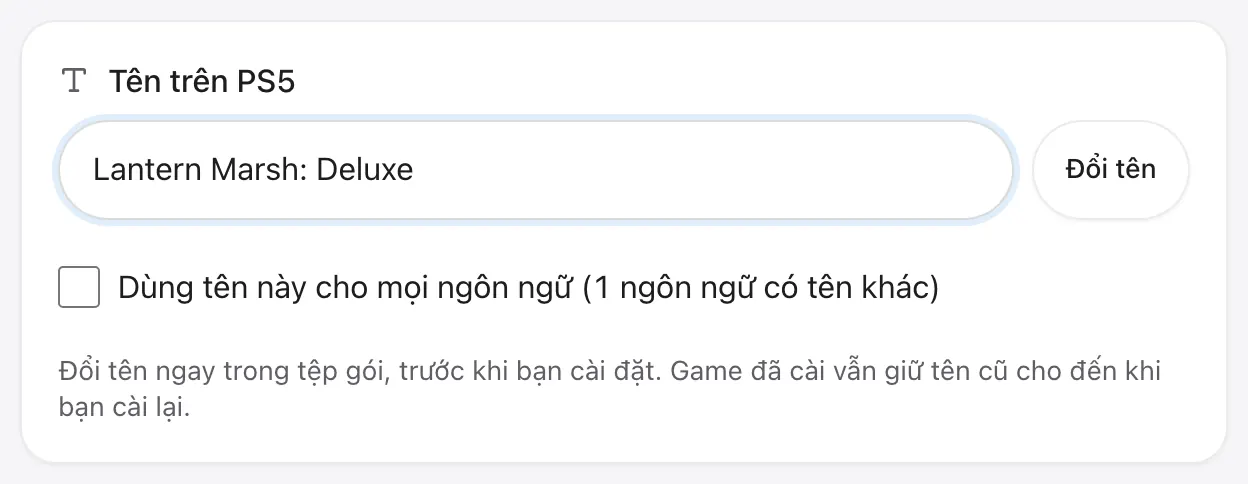 Tên trên PS5
Lantern Marsh: Deluxe
Đổi tên
Dùng tên này cho mọi ngôn ngữ (1 ngôn ngữ có tên khác)
Đổi tên ngay trong tệp gói, trước khi bạn cài đặt. Game đã cài vẫn giữ tên cũ cho đến khi
bạn cài lại.